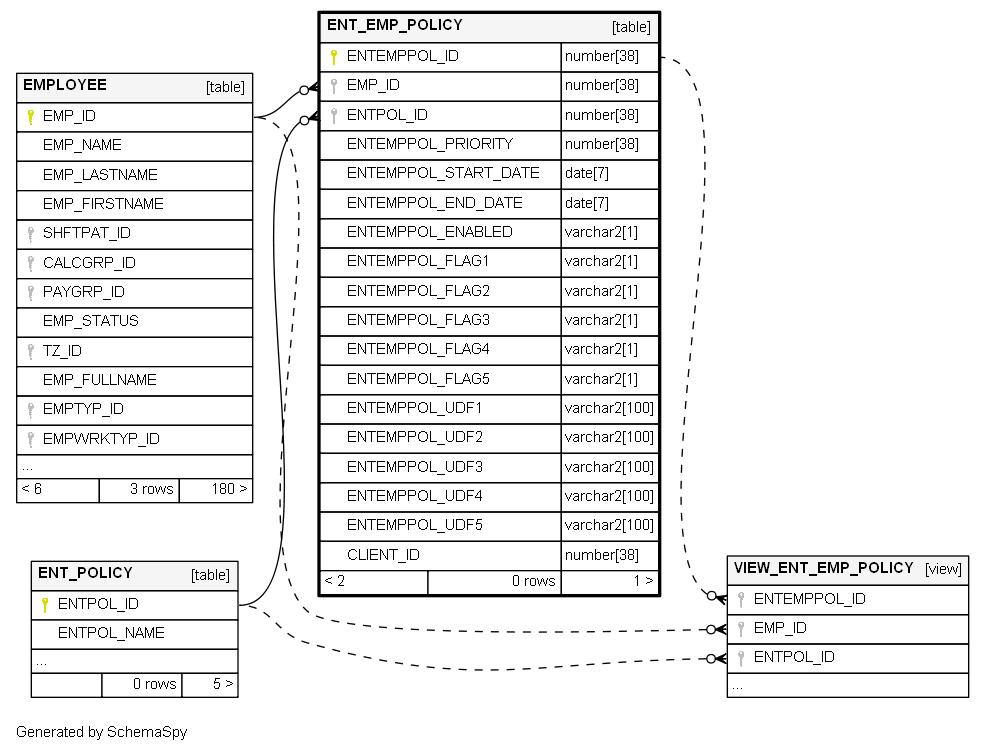 ENT_EMP_POLICY [table]
ENTEMPPOL_ID number[38]
EMP_ID number[38]
ENTPOL_ID number[38]
ENTEMPPOL_PRIORITY number[38]
ENTEMPPOL_START_DATE date[7]
ENTEMPPOL_END_DATE date[7]
ENTEMPPOL_ENABLED varchar2[1]
ENTEMPPOL_FLAG1 varchar2[1]
ENTEMPPOL_FLAG2 varchar2[1]
ENTEMPPOL_FLAG3 varchar2[1]
ENTEMPPOL_FLAG4 varchar2[1]
ENTEMPPOL_FLAG5 varchar2[1]
ENTEMPPOL_UDF1 varchar2[100]
ENTEMPPOL_UDF2 varchar2[100]
ENTEMPPOL_UDF3 varchar2[100]
ENTEMPPOL_UDF4 varchar2[100]
ENTEMPPOL_UDF5 varchar2[100]
CLIENT_ID number[38]
< 2 0 rows 1 >
EMPLOYEE [table]
EMP_ID
EMP_NAME
EMP_LASTNAME
EMP_FIRSTNAME
SHFTPAT_ID
CALCGRP_ID
PAYGRP_ID
EMP_STATUS
TZ_ID
EMP_FULLNAME
EMPTYP_ID
EMPWRKTYP_ID
...
< 6 3 rows 180 >
ENT_POLICY [table]
ENTPOL_ID
ENTPOL_NAME
...
0 rows 5 >
VIEW_ENT_EMP_POLICY [view]
ENTEMPPOL_ID
EMP_ID
ENTPOL_ID
...
Generated by SchemaSpy